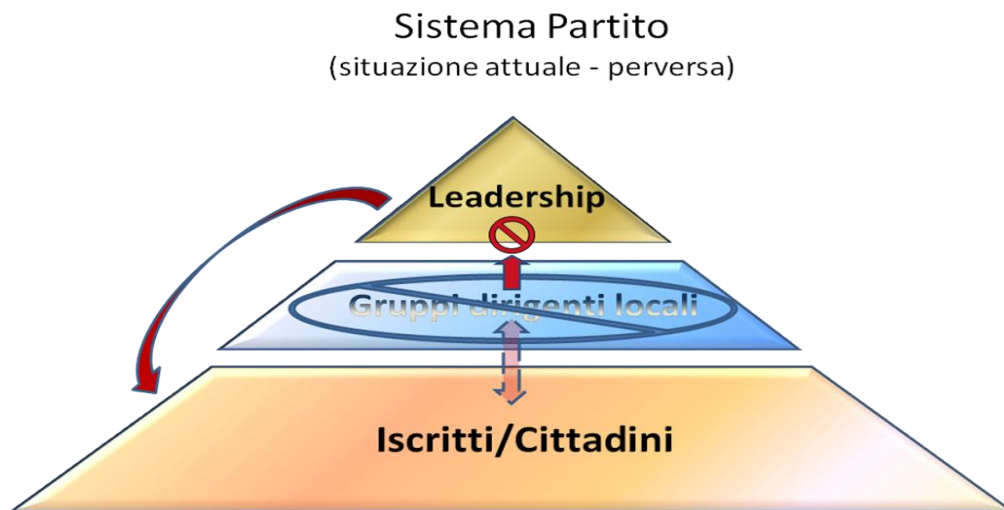 Sistema Partito
(situazione attuale - perversa)
Leadership
Gruppi dirigenti locali
Iscritti/Cittadini